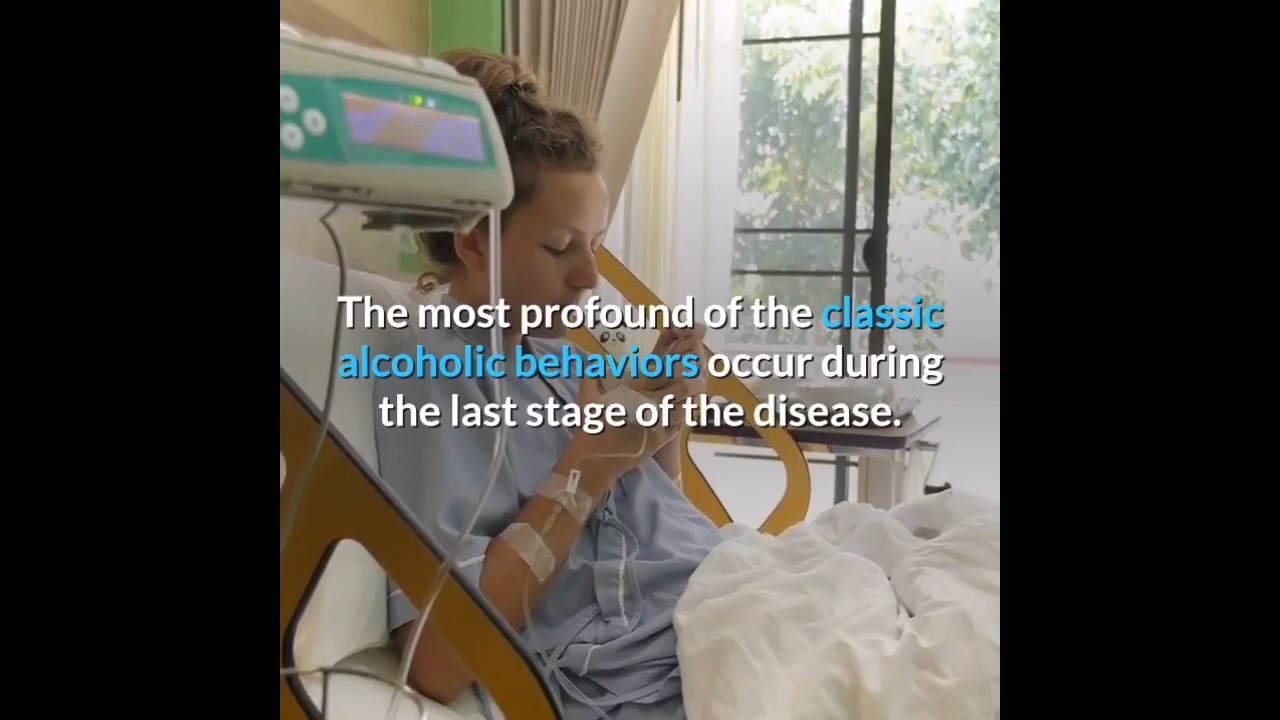 The most profound of the classic
alcoholic behaviors occur during
the last stage of the disease.